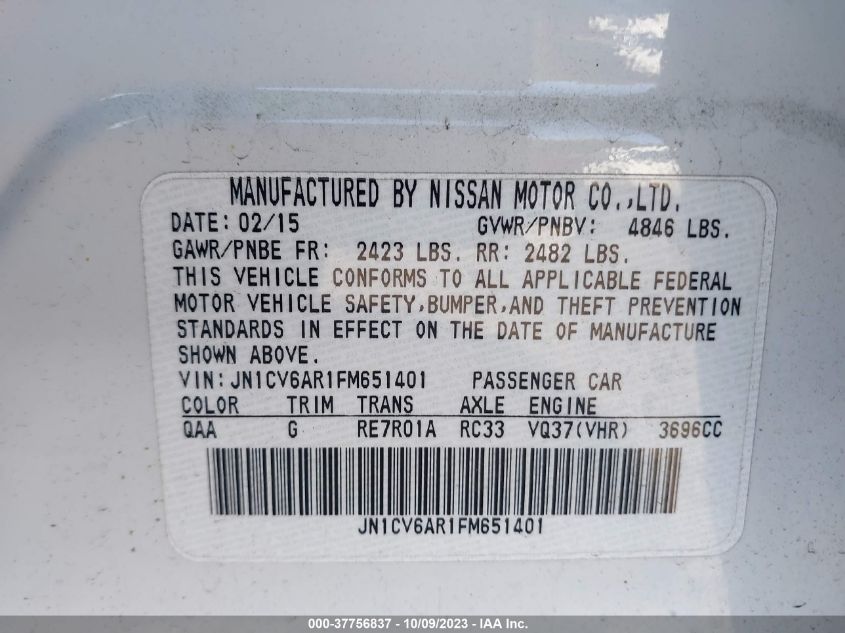 MANUFACTURED BY NISSAN MOTOR CO.,LTD.
DATE: 02/15 GVWR/PNBV: 4846 LBS.
GAWR/PNBE FR: 2423 LBS. RR: 2482 LBS.
THIS VEHICLE CONFORMS TO ALL APPLICABLE FEDERAL
MOTOR VEHICLE SAFETY,BUMPER,AND THEFT PREVENTION
STANDARDS IN EFFECT ON THE DATE OF MANUFACTURE
SHOWN ABOVE.
VIN: JN1CV6AR1FM651401 PASSENGER CAR
COLOR TRIM TRANS AXLE ENGINE
QAA G RE7R01A RC33 VQ37(VHR) 3696CC
JN1CV6AR1FM651401
000-37756837 - 10/09/2023 - IAA Inc.